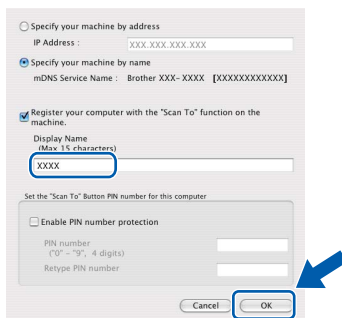 Specify your machine by address
IP Address : XXX.XXX.XXX.XXX
Specify your machine by name
mDNS Service Name : Brother XXX- XXXX [XXXXXXXXXXXX]
Register your computer with the "Scan To" function on the
machine.
Display Name
(Max 15 characters)
XXXX
Set the "Scan To" Button PIN number for this computer
Enable PIN number protection
PIN number
("0" – "9", 4 digits)
Retype PIN number
Cancel OK